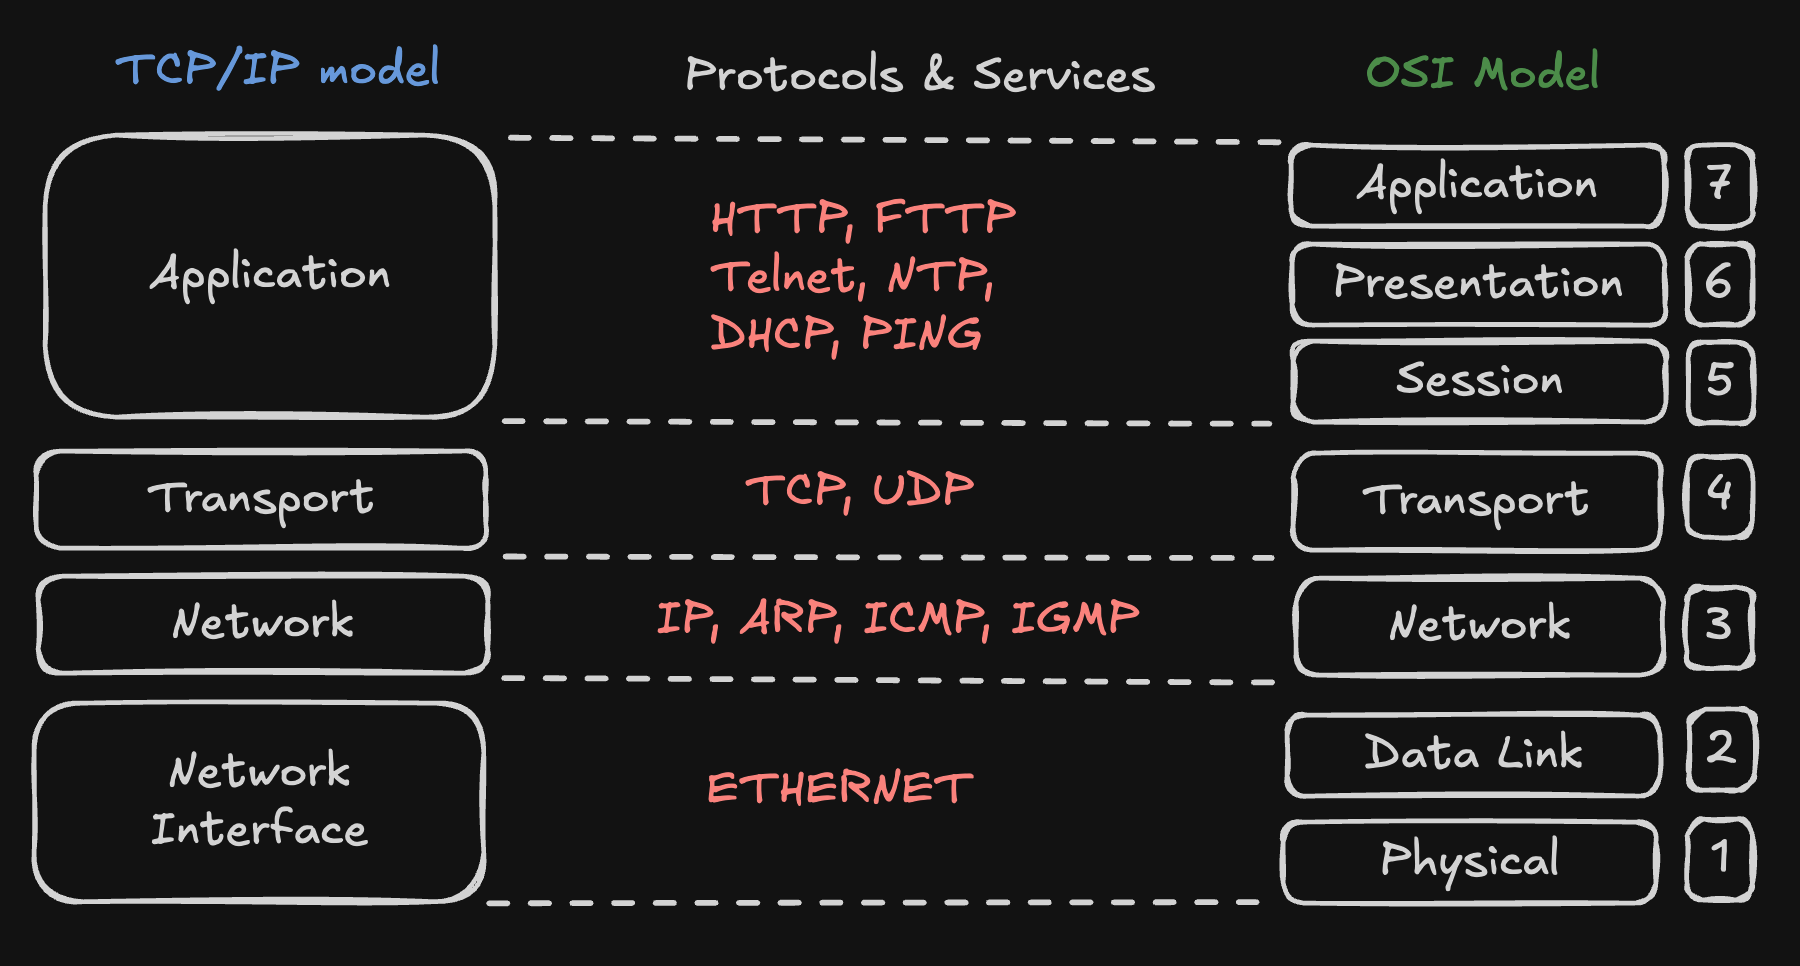 TCP/IP model
Protocols & Services
OSI Model
Application
HTTP, FTTP
Telnet, NTP,
DHCP, PING
Application
7
Presentation
6
Session
5
Transport
TCP, UDP
Transport
4
Network
IP, ARP, ICMP, IGMP
Network
3
Network
Interface
ETHERNET
Data Link
2
Physical
1